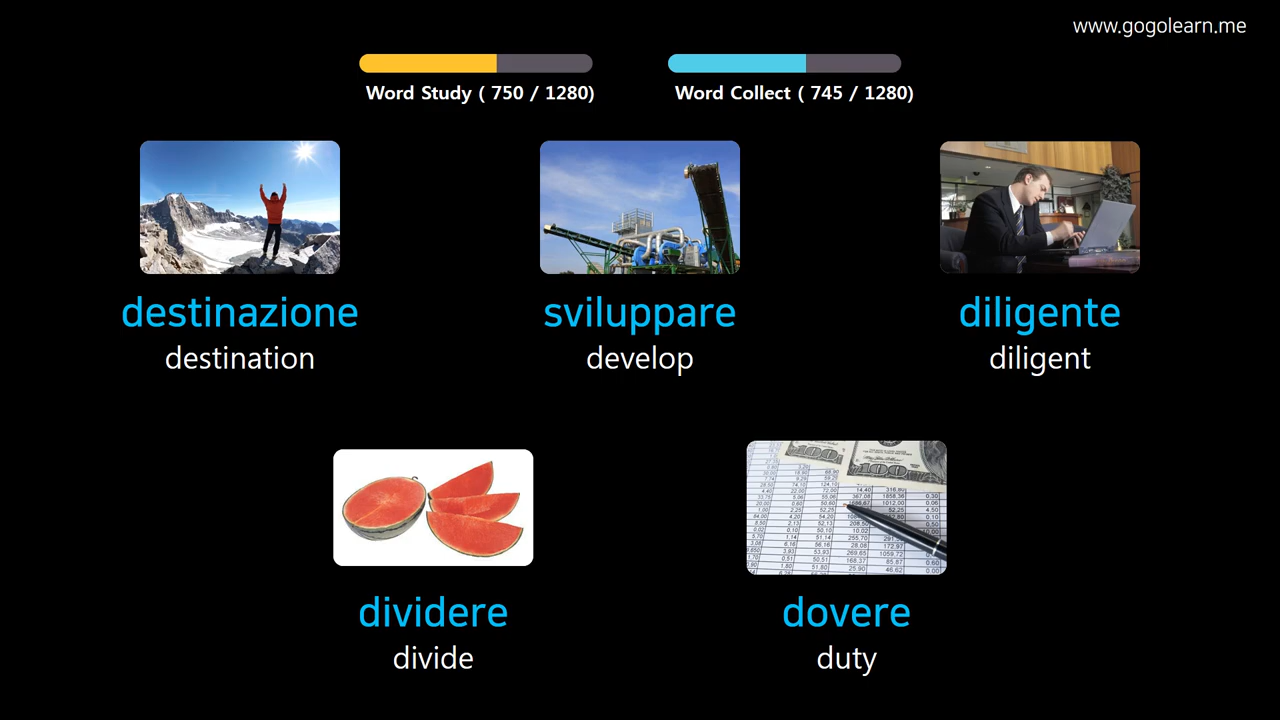 www.gogolearn.me
Word Study ( 750 / 1280)
Word Collect ( 745 / 1280)
destinazione
destination
sviluppare
develop
diligente
diligent
dividere
divide
dovere
duty